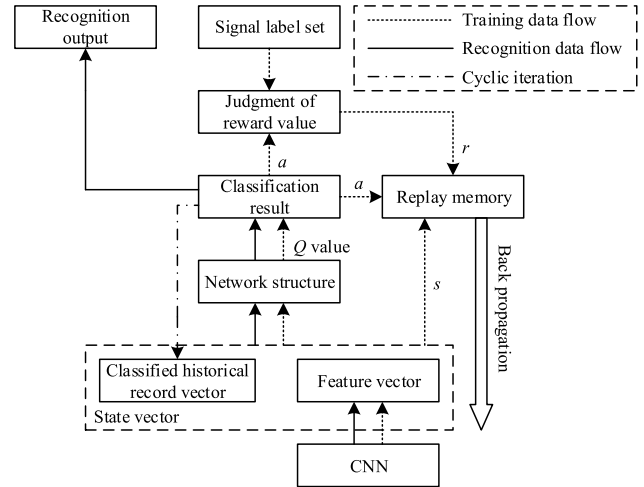 Recognition
output
Signal label set
Training data flow
Recognition data flow
Cyclic iteration
Judgment of
reward value
r
a
Classification
result
a
Replay memory
Q value
Network structure
s
Back propagation
Classified historical
record vector
Feature vector
State vector
CNN